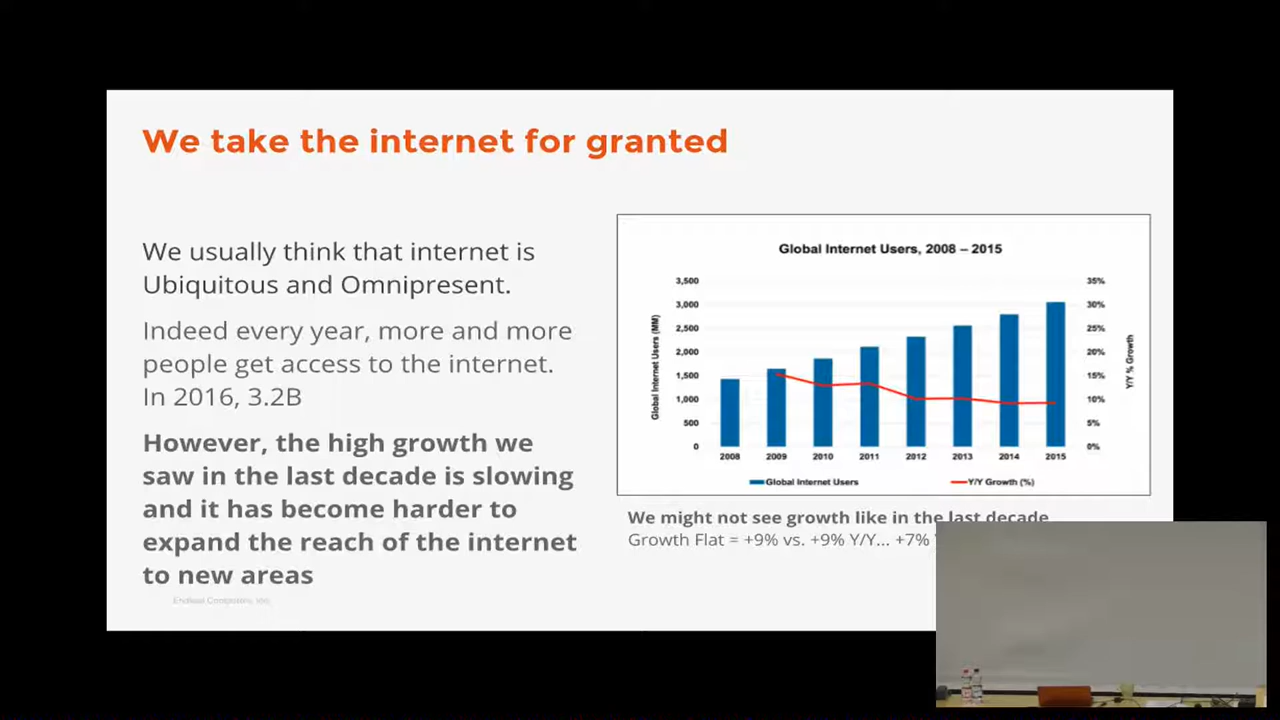 We take the internet for granted
We usually think that internet is
Ubiquitous and Omnipresent.
Indeed every year, more and more
people get access to the internet.
In 2016, 3.2B
However, the high growth we
saw in the last decade is slowing
and it has become harder to
expand the reach of the internet
to new areas
Endless Computers, Inc.
Global Internet Users, 2008 – 2015
Global Internet Users (MM)
3,500
3,000
2,500
2,000
1,500
1,000
500
0
35%
30%
25%
20%
15%
10%
5%
0%
Y/Y % Growth
2008 2009 2010 2011 2012 2013 2014 2015
Global Internet Users Y/Y Growth (%)
We might not see growth like in the last decade
Growth Flat = +9% vs. +9% Y/Y... +7%